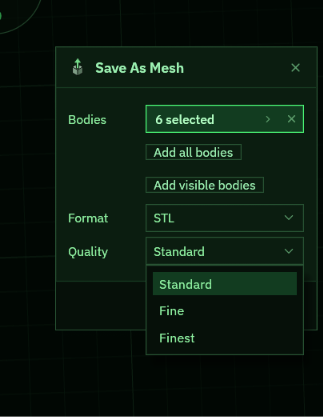 Save As Mesh
Bodies
6 selected
Add all bodies
Add visible bodies
Format
STL
Quality
Standard
Standard
Fine
Finest